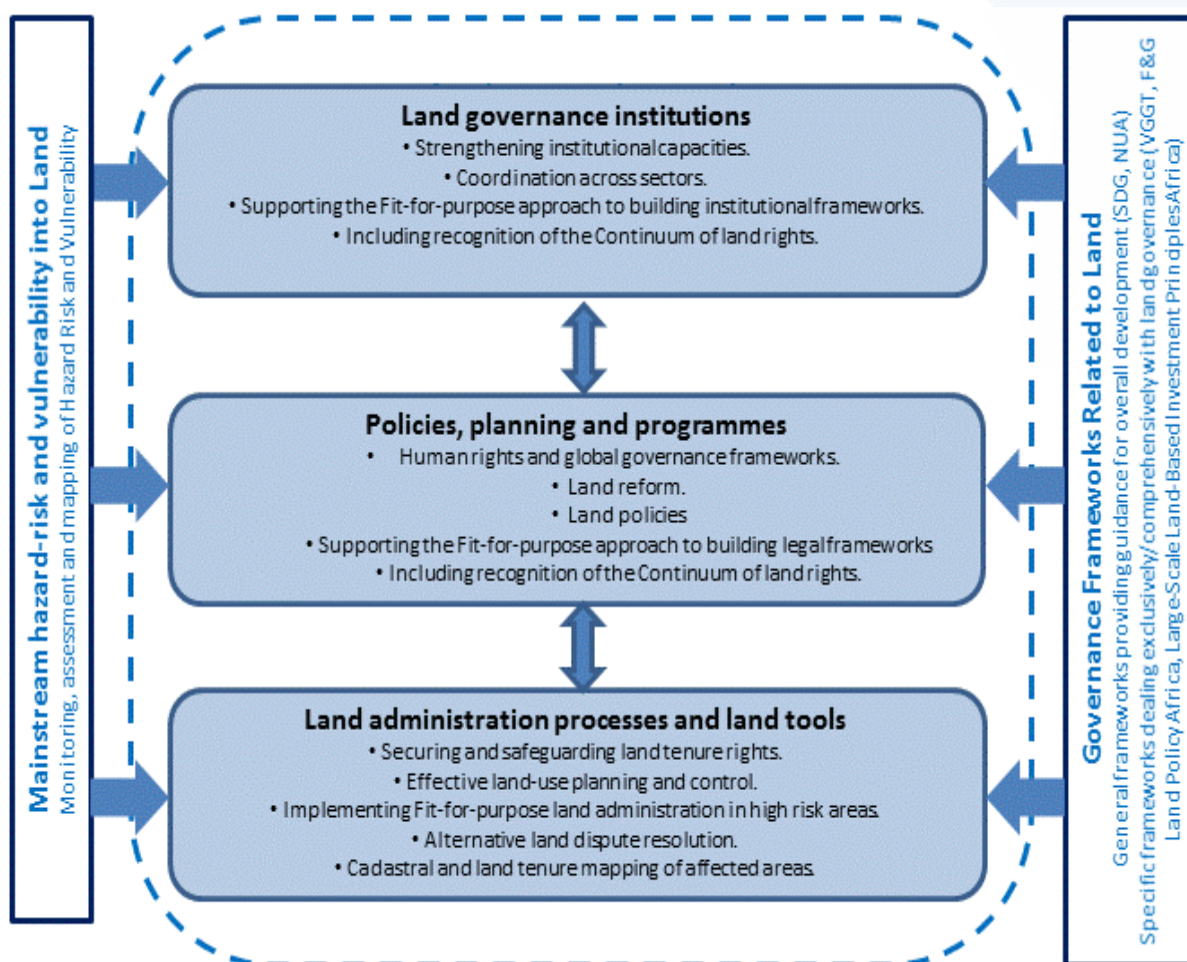 Mainstream hazard-risk and vulnerability into Land
Monitoring, assessment and mapping of Hazard Risk and Vulnerability
Land governance institutions
• Strengthening institutional capacities.
• Coordination across sectors.
• Supporting the Fit-for-purpose approach to building institutional frameworks.
• Including recognition of the Continuum of land rights.
Policies, planning and programmes
• Human rights and global governance frameworks.
• Land reform.
• Land policies
• Supporting the Fit-for-purpose approach to building legal frameworks
• Including recognition of the Continuum of land rights.
Land administration processes and land tools
• Securing and safeguarding land tenure rights.
• Effective land-use planning and control.
• Implementing Fit-for-purpose land administration in high risk areas.
• Alternative land dispute resolution.
• Cadastral and land tenure mapping of affected areas.
Governance Frameworks Related to Land
General frameworks providing guidance for overall development (SDG, NUA)
Specific frameworks dealing exclusively/comprehensively with land governance (VGGT, F&G
Land Policy Africa, Large-Scale Land-Based Investment Principles Africa)